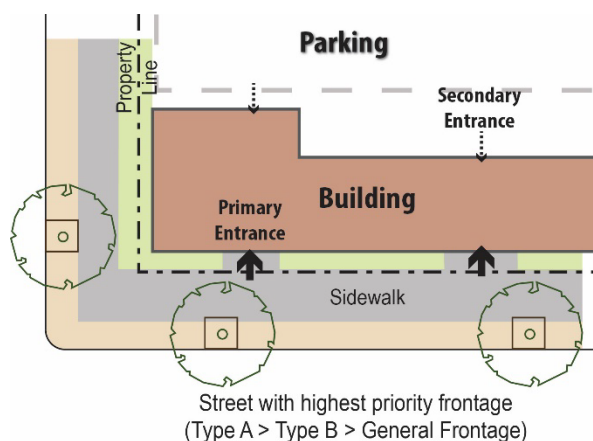 Parking
Property
Line
Secondary
Entrance
Building
Primary
Entrance
Sidewalk
Street with highest priority frontage
(Type A > Type B > General Frontage)